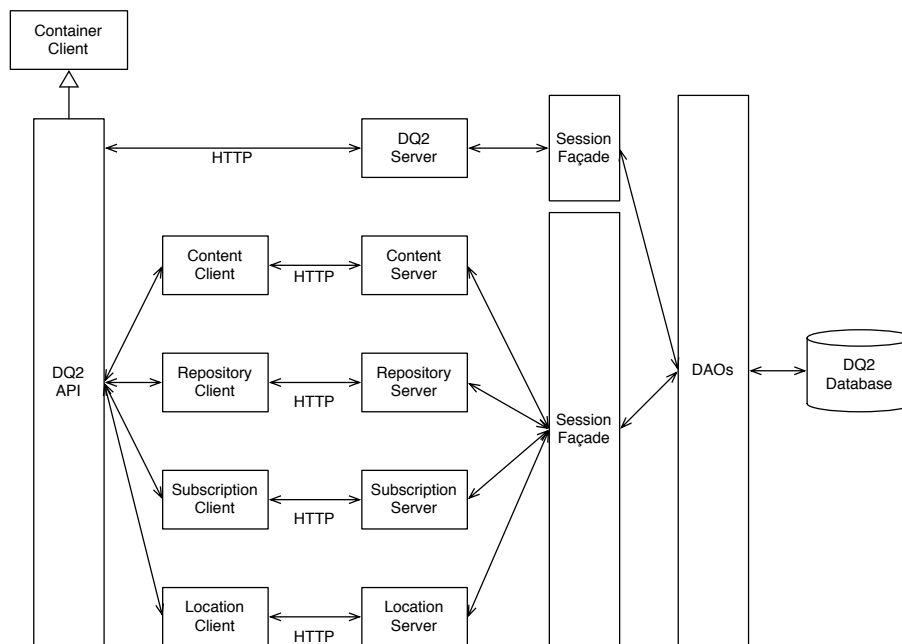 Container
Client
DQ2
Server
Session
Façade
HTTP
Content
Client
HTTP
Content
Server
DQ2
API
Repository
Client
HTTP
Repository
Server
Session
Façade
DAOs
DQ2
Database
Subscription
Client
HTTP
Subscription
Server
Location
Client
HTTP
Location
Server